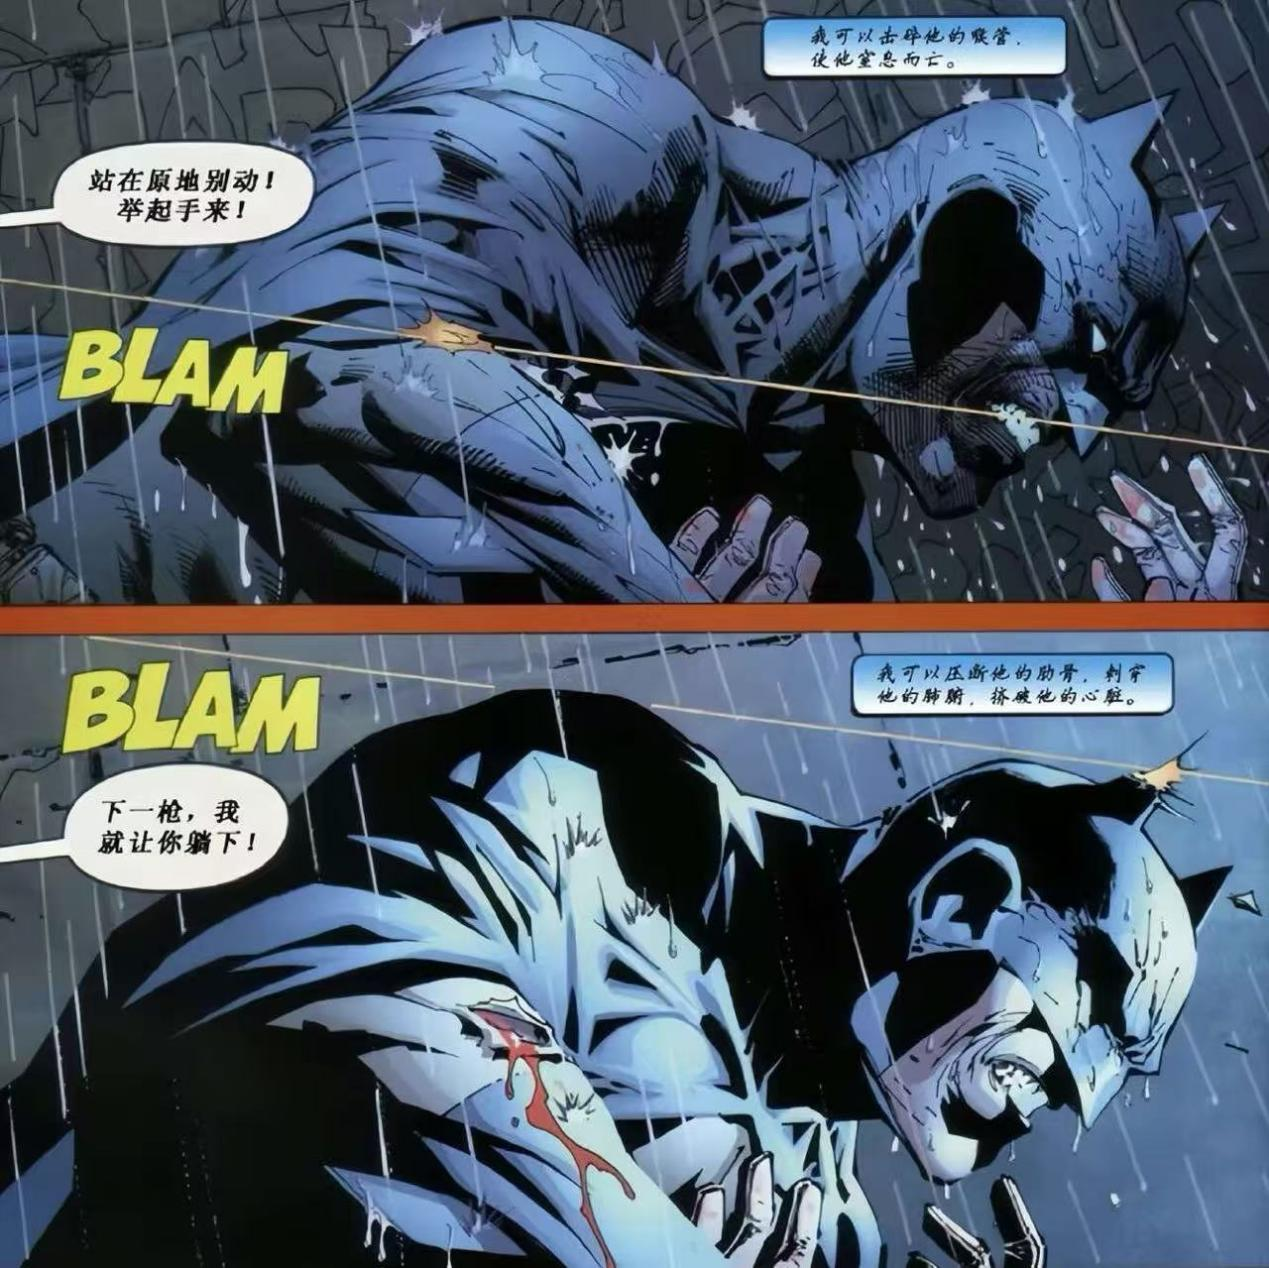 我可以击碎他的喉管,
使他窒息而亡。
站在原地别动!
举起手来!
BLAM
BLAM
我可以压断他的肋骨,刺穿
他的肺腑,挤破他的心脏。
下一枪,我
就让你躺下!